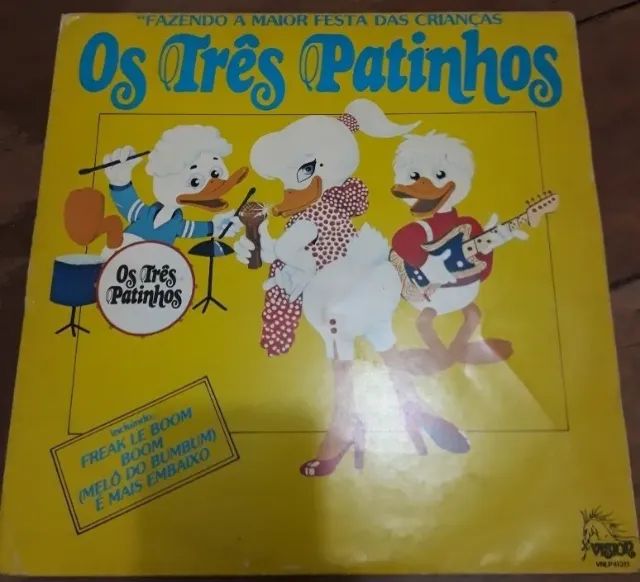 "FAZENDO A MAIOR FESTA DAS CRIANÇAS
Os Três Patinhos
Os Três
Patinhos
incluindo:
FREAK LE BOOM
BOOM
(MELÔ DO BUMBUM)
E MAIS EMBAIXO
VISTOR